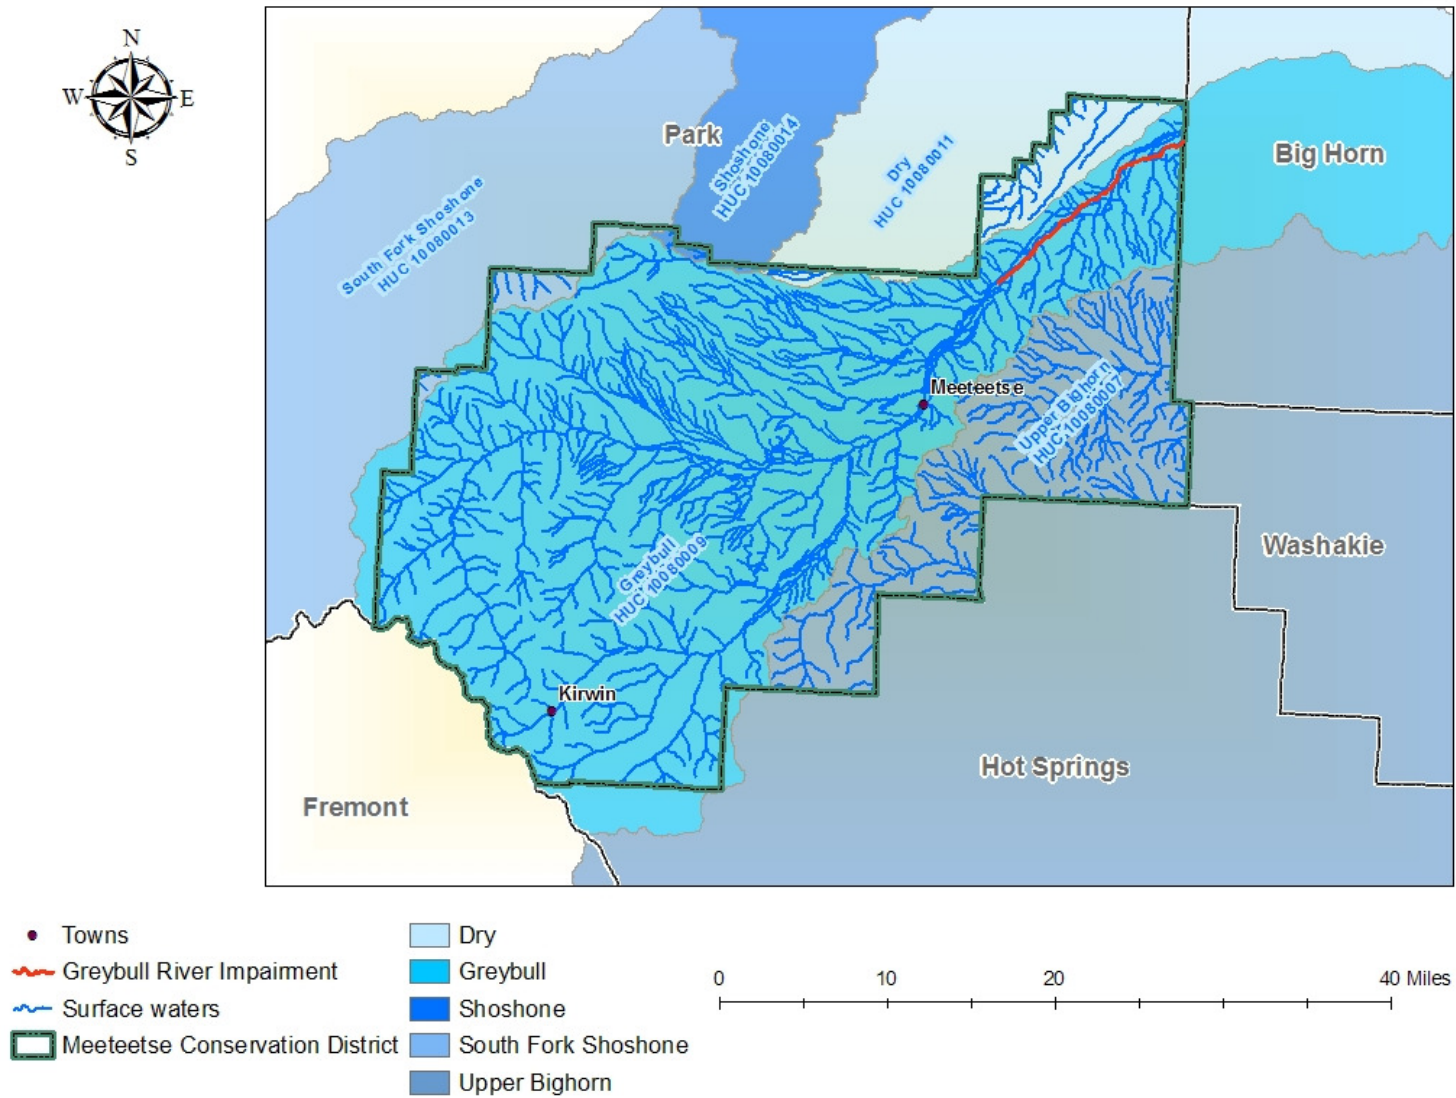 N
W E
S
Park
Big Horn
Shoshone
HUC 10080014
Dry
HUC 10080011
South Fork Shoshone
HUC 10080013
Meeteetse
Upper Bighorn
HUC 10080007
Washakie
Greybull
HUC 10080009
Kirwin
Hot Springs
Fremont
Towns
Greybull River Impairment
Surface waters
Meeteetse Conservation District
Dry
Greybull
Shoshone
South Fork Shoshone
Upper Bighorn
0 10 20 40 Miles